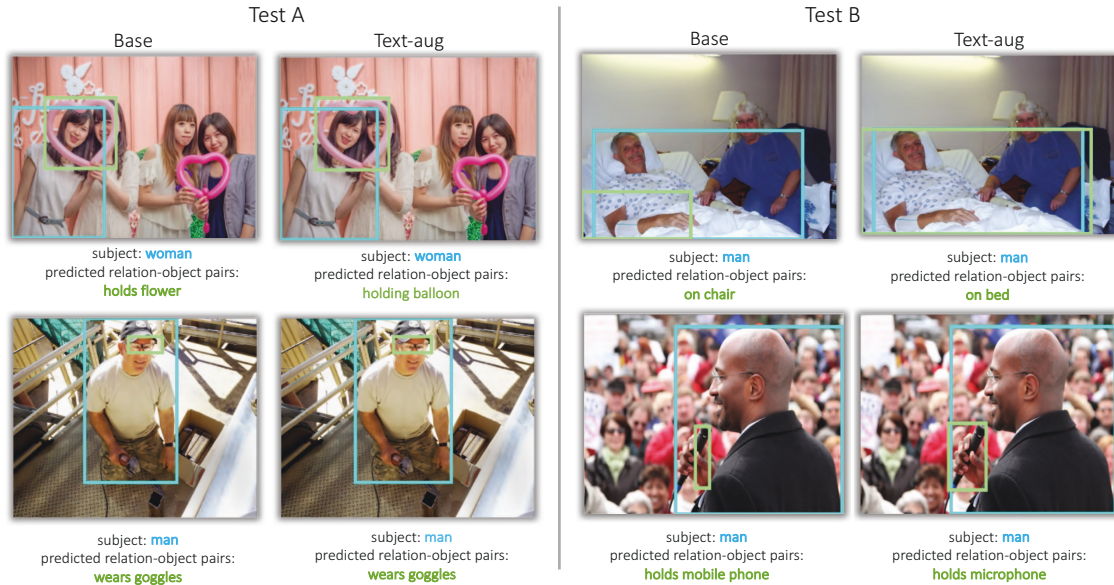 Test A
Test B
Base
Text-aug
Base
Text-aug
subject: woman
predicted relation-object pairs:
holds flower
subject: woman
predicted relation-object pairs:
holding balloon
subject: man
predicted relation-object pairs:
on chair
subject: man
predicted relation-object pairs:
on bed
subject: man
predicted relation-object pairs:
wears goggles
subject: man
predicted relation-object pairs:
wears goggles
subject: man
predicted relation-object pairs:
holds mobile phone
subject: man
predicted relation-object pairs:
holds microphone